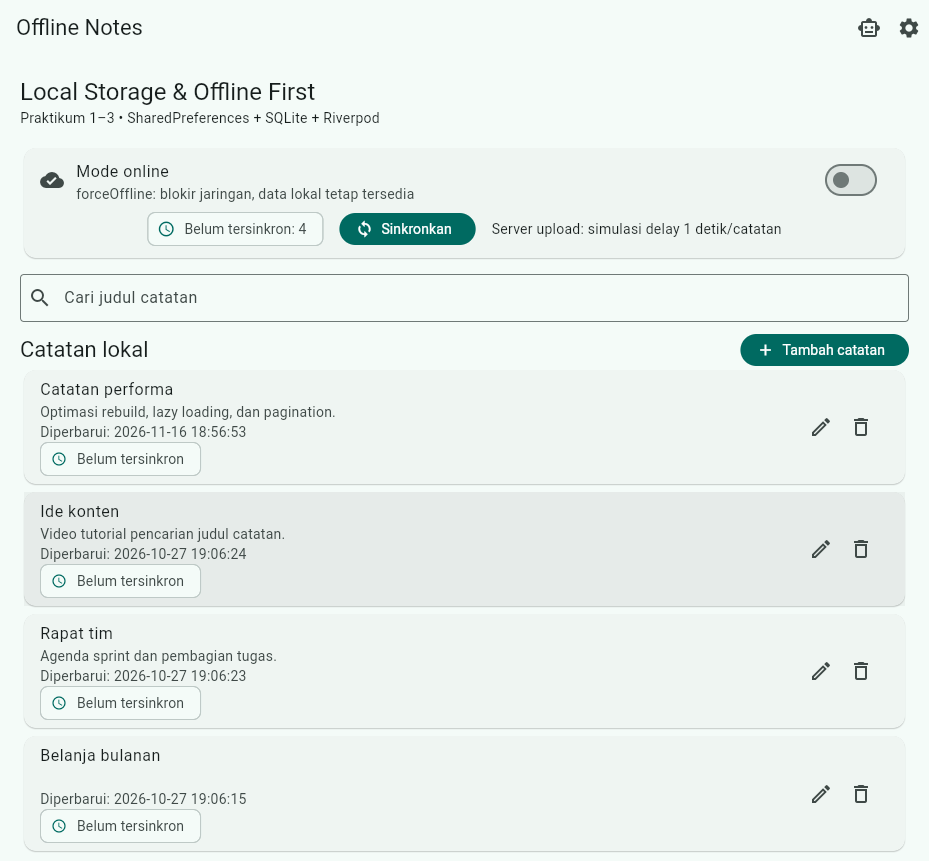 Offline Notes
Local Storage & Offline First
Praktikum 1–3 • SharedPreferences + SQLite + Riverpod
Mode online
forceOffline: blokir jaringan, data lokal tetap tersedia
Belum tersinkron: 4
Sinkronkan
Server upload: simulasi delay 1 detik/catatan
Cari judul catatan
Catatan lokal
Tambah catatan
Catatan performa
Optimasi rebuild, lazy loading, dan pagination.
Diperbarui: 2026-11-16 18:56:53
Belum tersinkron
Ide konten
Video tutorial pencarian judul catatan.
Diperbarui: 2026-10-27 19:06:24
Belum tersinkron
Rapat tim
Agenda sprint dan pembagian tugas.
Diperbarui: 2026-10-27 19:06:23
Belum tersinkron
Belanja bulanan
Diperbarui: 2026-10-27 19:06:15
Belum tersinkron